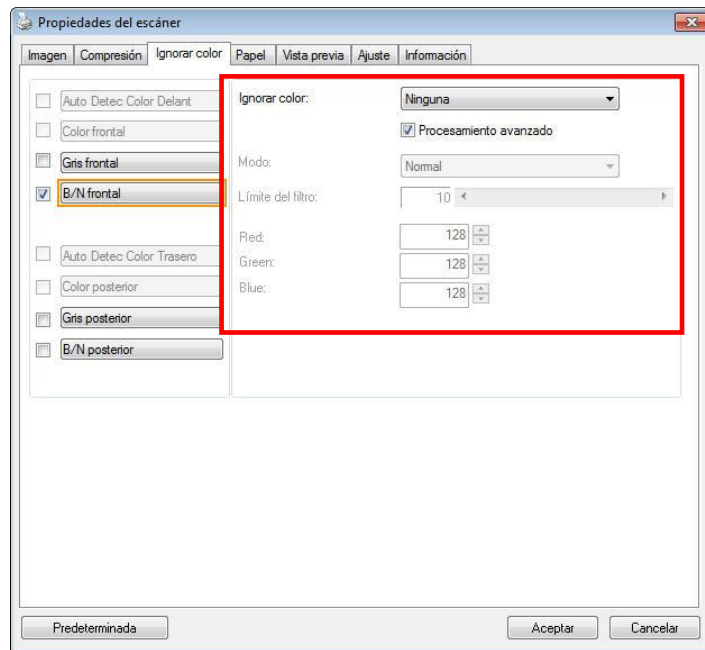 Propiedades del escáner
Imagen Compresión Ignorar color Papel Vista previa Ajuste Información
Auto Detec Color Delant
Color frontal
Gris frontal
B/N frontal
Auto Detec Color Trasero
Color posterior
Gris posterior
B/N posterior
Ignorar color: Ninguna
Procesamiento avanzado
Modo: Normal
Límite del filtro: 10
Red: 128
Green: 128
Blue: 128
Predeterminada Aceptar Cancelar